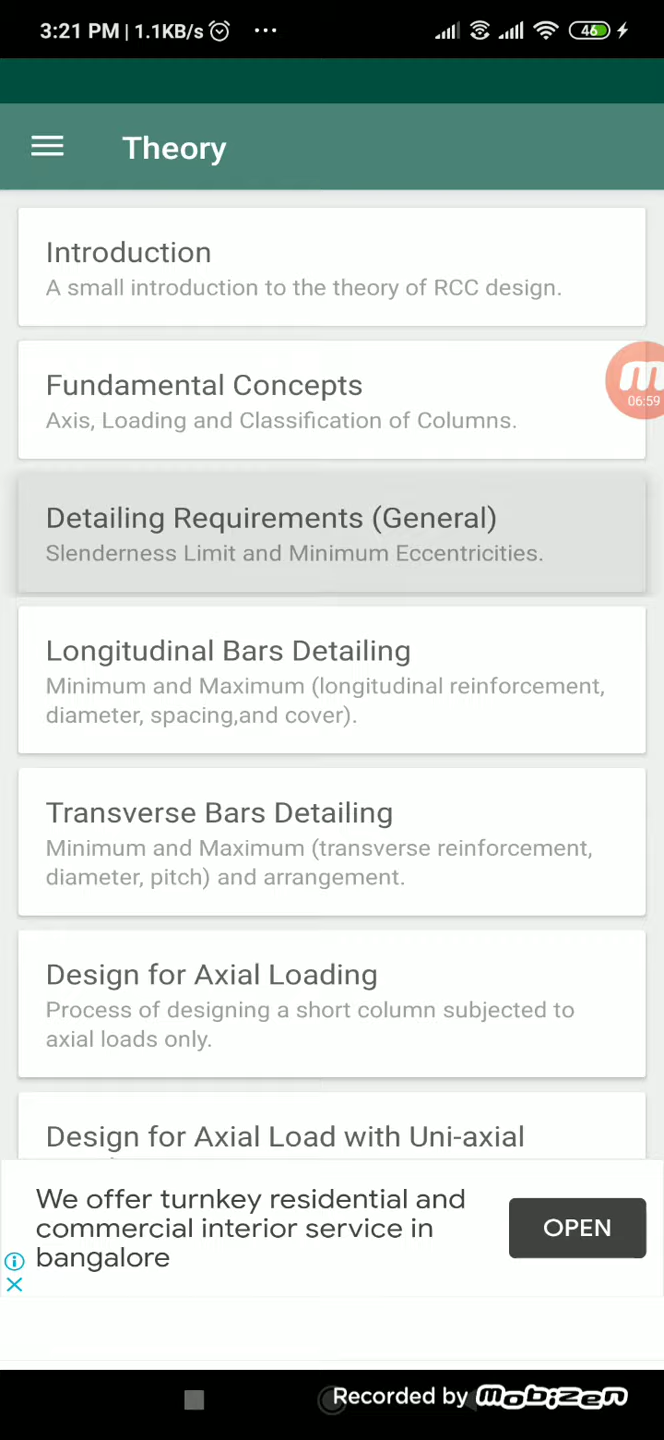 3:21 PM | 1.1KB/s
46
Theory
Introduction
A small introduction to the theory of RCC design.
Fundamental Concepts
Axis, Loading and Classification of Columns.
06:59
Detailing Requirements (General)
Slenderness Limit and Minimum Eccentricities.
Longitudinal Bars Detailing
Minimum and Maximum (longitudinal reinforcement,
diameter, spacing,and cover).
Transverse Bars Detailing
Minimum and Maximum (transverse reinforcement,
diameter, pitch) and arrangement.
Design for Axial Loading
Process of designing a short column subjected to
axial loads only.
Design for Axial Load with Uni-axial
We offer turnkey residential and
commercial interior service in
bangalore
OPEN
Recorded by mobizen